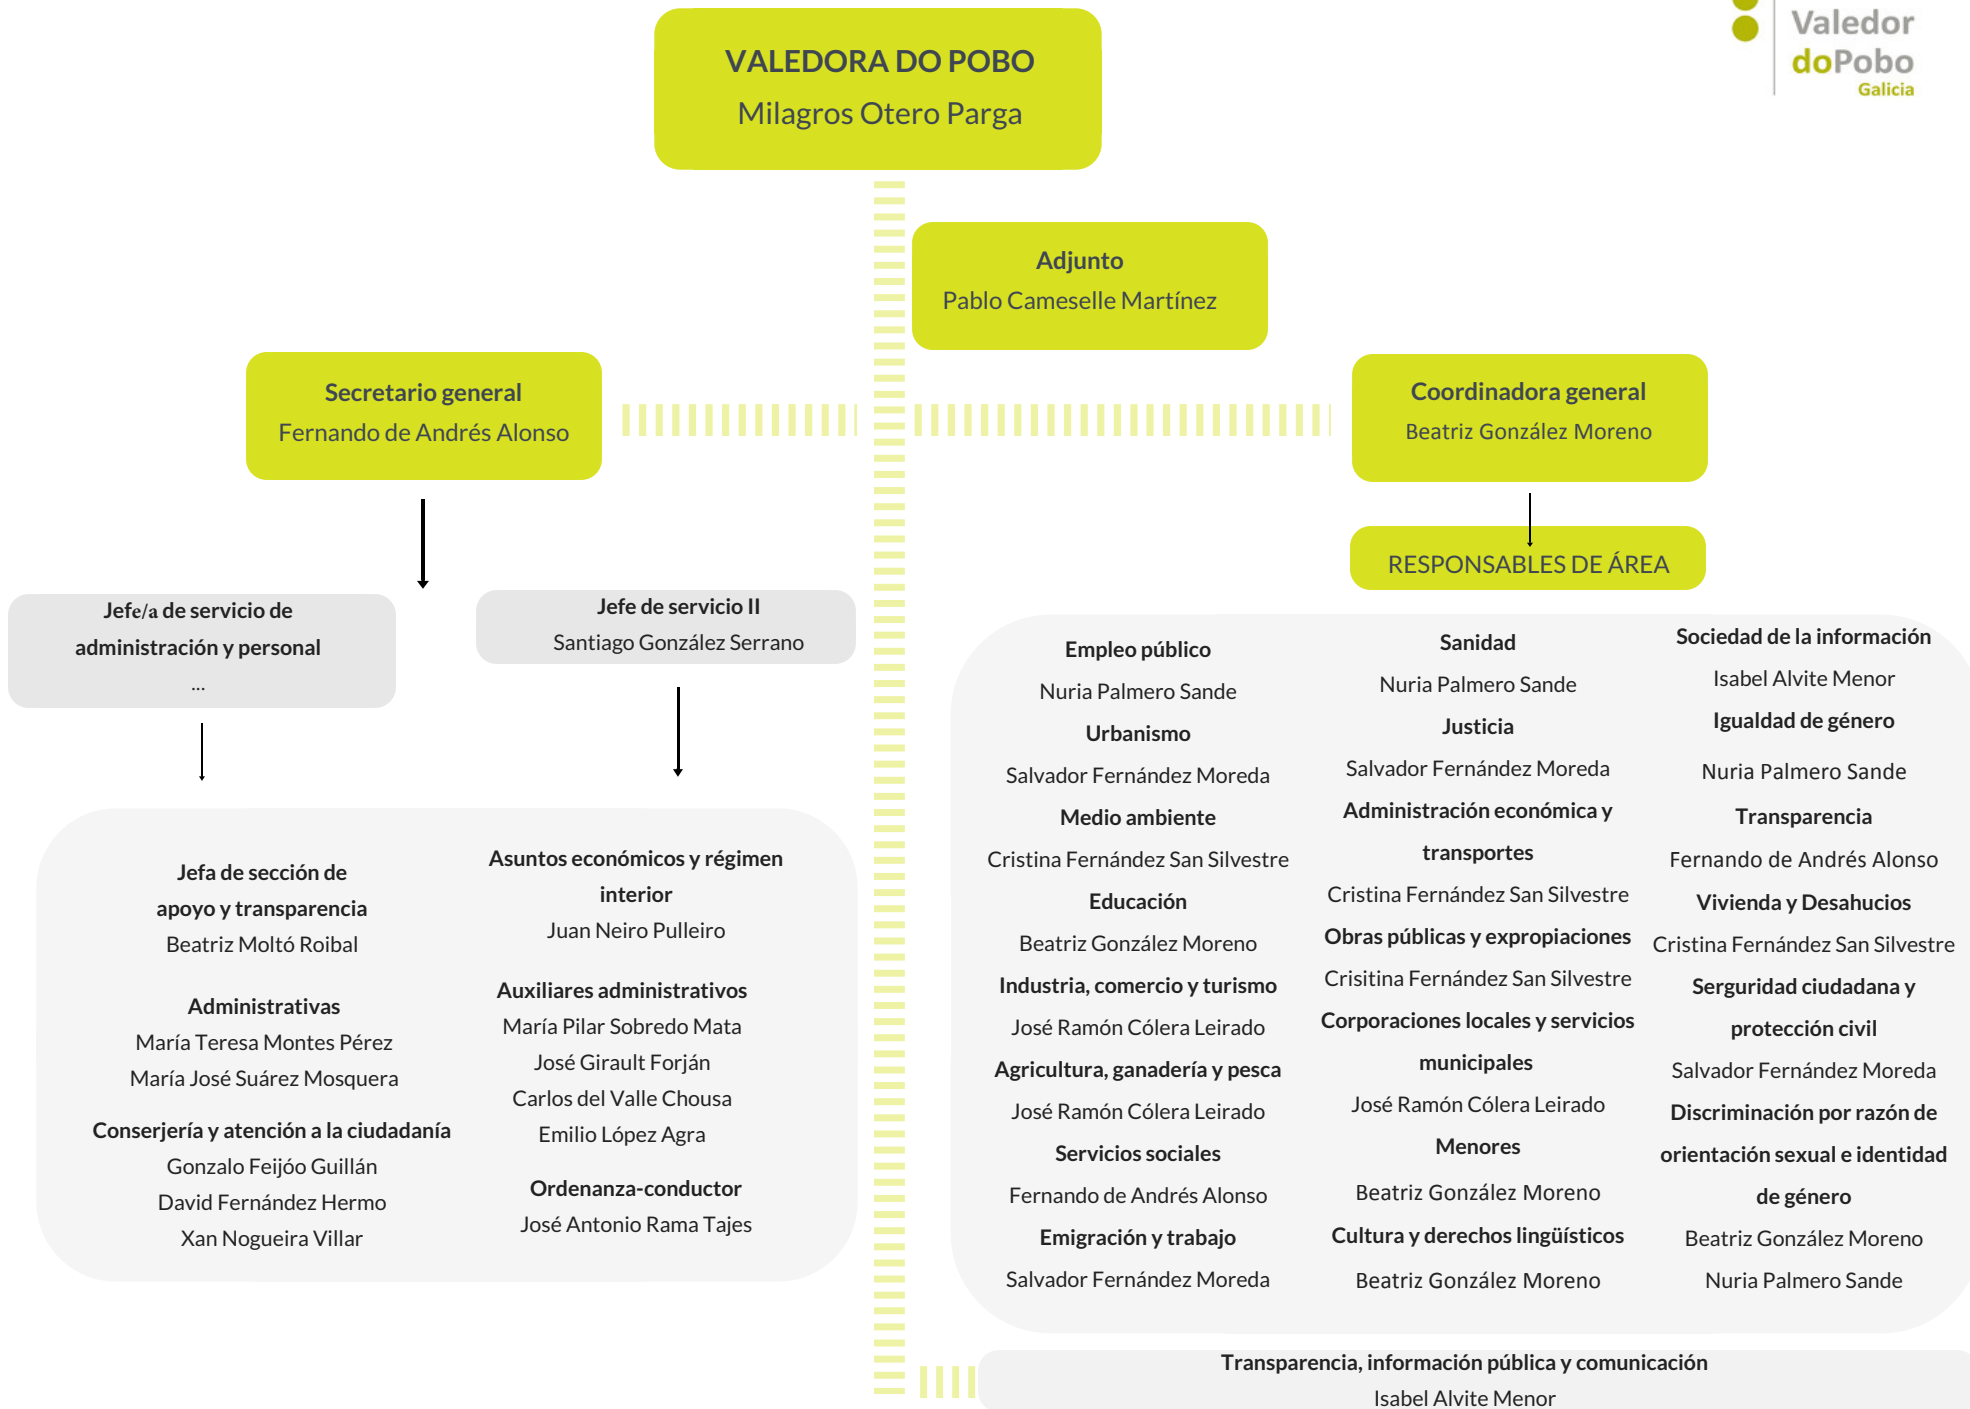 Valedor
doPobo
Galicia
VALEDORA DO POBO
Milagros Otero Parga
Adjunto
Pablo Cameselle Martínez
Secretario general
Fernando de Andrés Alonso
Coordinadora general
Beatriz González Moreno
RESPONSABLES DE ÁREA
Jefe/a de servicio de
administración y personal
...
Jefe de servicio II
Santiago González Serrano
Jefa de sección de
apoyo y transparencia
Beatriz Moltó Roibal
Administrativas
María Teresa Montes Pérez
María José Suárez Mosquera
Conserjería y atención a la ciudadanía
Gonzalo Feijóo Guillán
David Fernández Hermo
Xan Nogueira Villar
Asuntos económicos y régimen
interior
Juan Neiro Pulleiro
Auxiliares administrativos
María Pilar Sobredo Mata
José Girault Forján
Carlos del Valle Chousa
Emilio López Agra
Ordenanza-conductor
José Antonio Rama Tajes
Empleo público
Nuria Palmero Sande
Urbanismo
Salvador Fernández Moreda
Medio ambiente
Cristina Fernández San Silvestre
Educación
Beatriz González Moreno
Industria, comercio y turismo
José Ramón Cólera Leirado
Agricultura, ganadería y pesca
José Ramón Cólera Leirado
Servicios sociales
Fernando de Andrés Alonso
Emigración y trabajo
Salvador Fernández Moreda
Sanidad
Nuria Palmero Sande
Justicia
Salvador Fernández Moreda
Administración económica y
transportes
Cristina Fernández San Silvestre
Obras públicas y expropiaciones
Crisitina Fernández San Silvestre
Corporaciones locales y servicios
municipales
José Ramón Cólera Leirado
Menores
Beatriz González Moreno
Cultura y derechos lingüísticos
Beatriz González Moreno
Sociedad de la información
Isabel Alvite Menor
Igualdad de género
Nuria Palmero Sande
Transparencia
Fernando de Andrés Alonso
Vivienda y Desahucios
Cristina Fernández San Silvestre
Serguridad ciudadana y
protección civil
Salvador Fernández Moreda
Discriminación por razón de
orientación sexual e identidad
de género
Beatriz González Moreno
Nuria Palmero Sande
Transparencia, información pública y comunicación
Isabel Alvite Menor